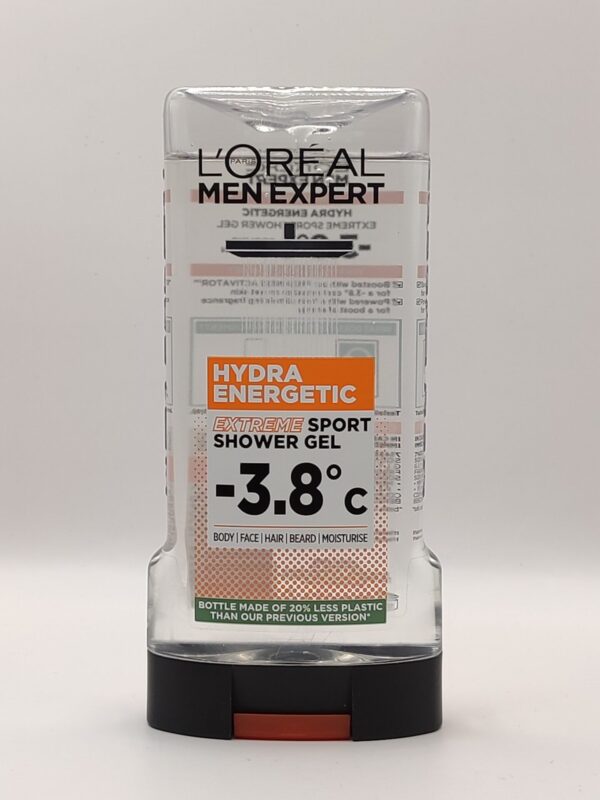 L'ORÉAL
PARIS
MEN EXPERT
HYDRA
ENERGETIC
EXTREME SPORT
SHOWER GEL
-3.8°C
BODY | FACE | HAIR | BEARD | MOISTURISE
BOTTLE MADE OF 20% LESS PLASTIC
THAN OUR PREVIOUS VERSION*